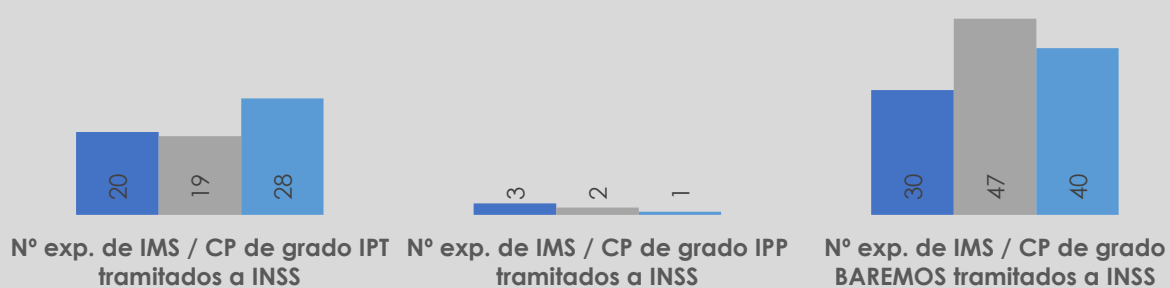 20 19 28
3 2 1
30 47 40
Nº exp. de IMS / CP de grado IPT
tramitados a INSS
Nº exp. de IMS / CP de grado IPP
tramitados a INSS
Nº exp. de IMS / CP de grado
BAREMOS tramitados a INSS